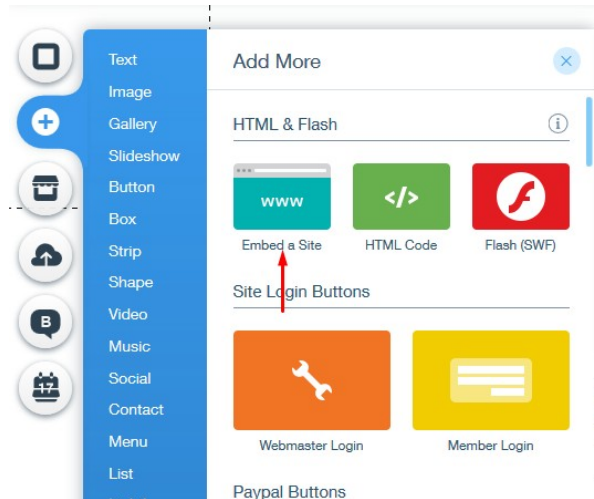 Text
Image
Gallery
Slideshow
Button
Box
Strip
Shape
Video
Music
Social
Contact
Menu
List
B
17
Add More
HTML & Flash
i
www
</>
Embed a Site
HTML Code
Flash (SWF)
Site Login Buttons
Webmaster Login
Member Login
Paypal Buttons